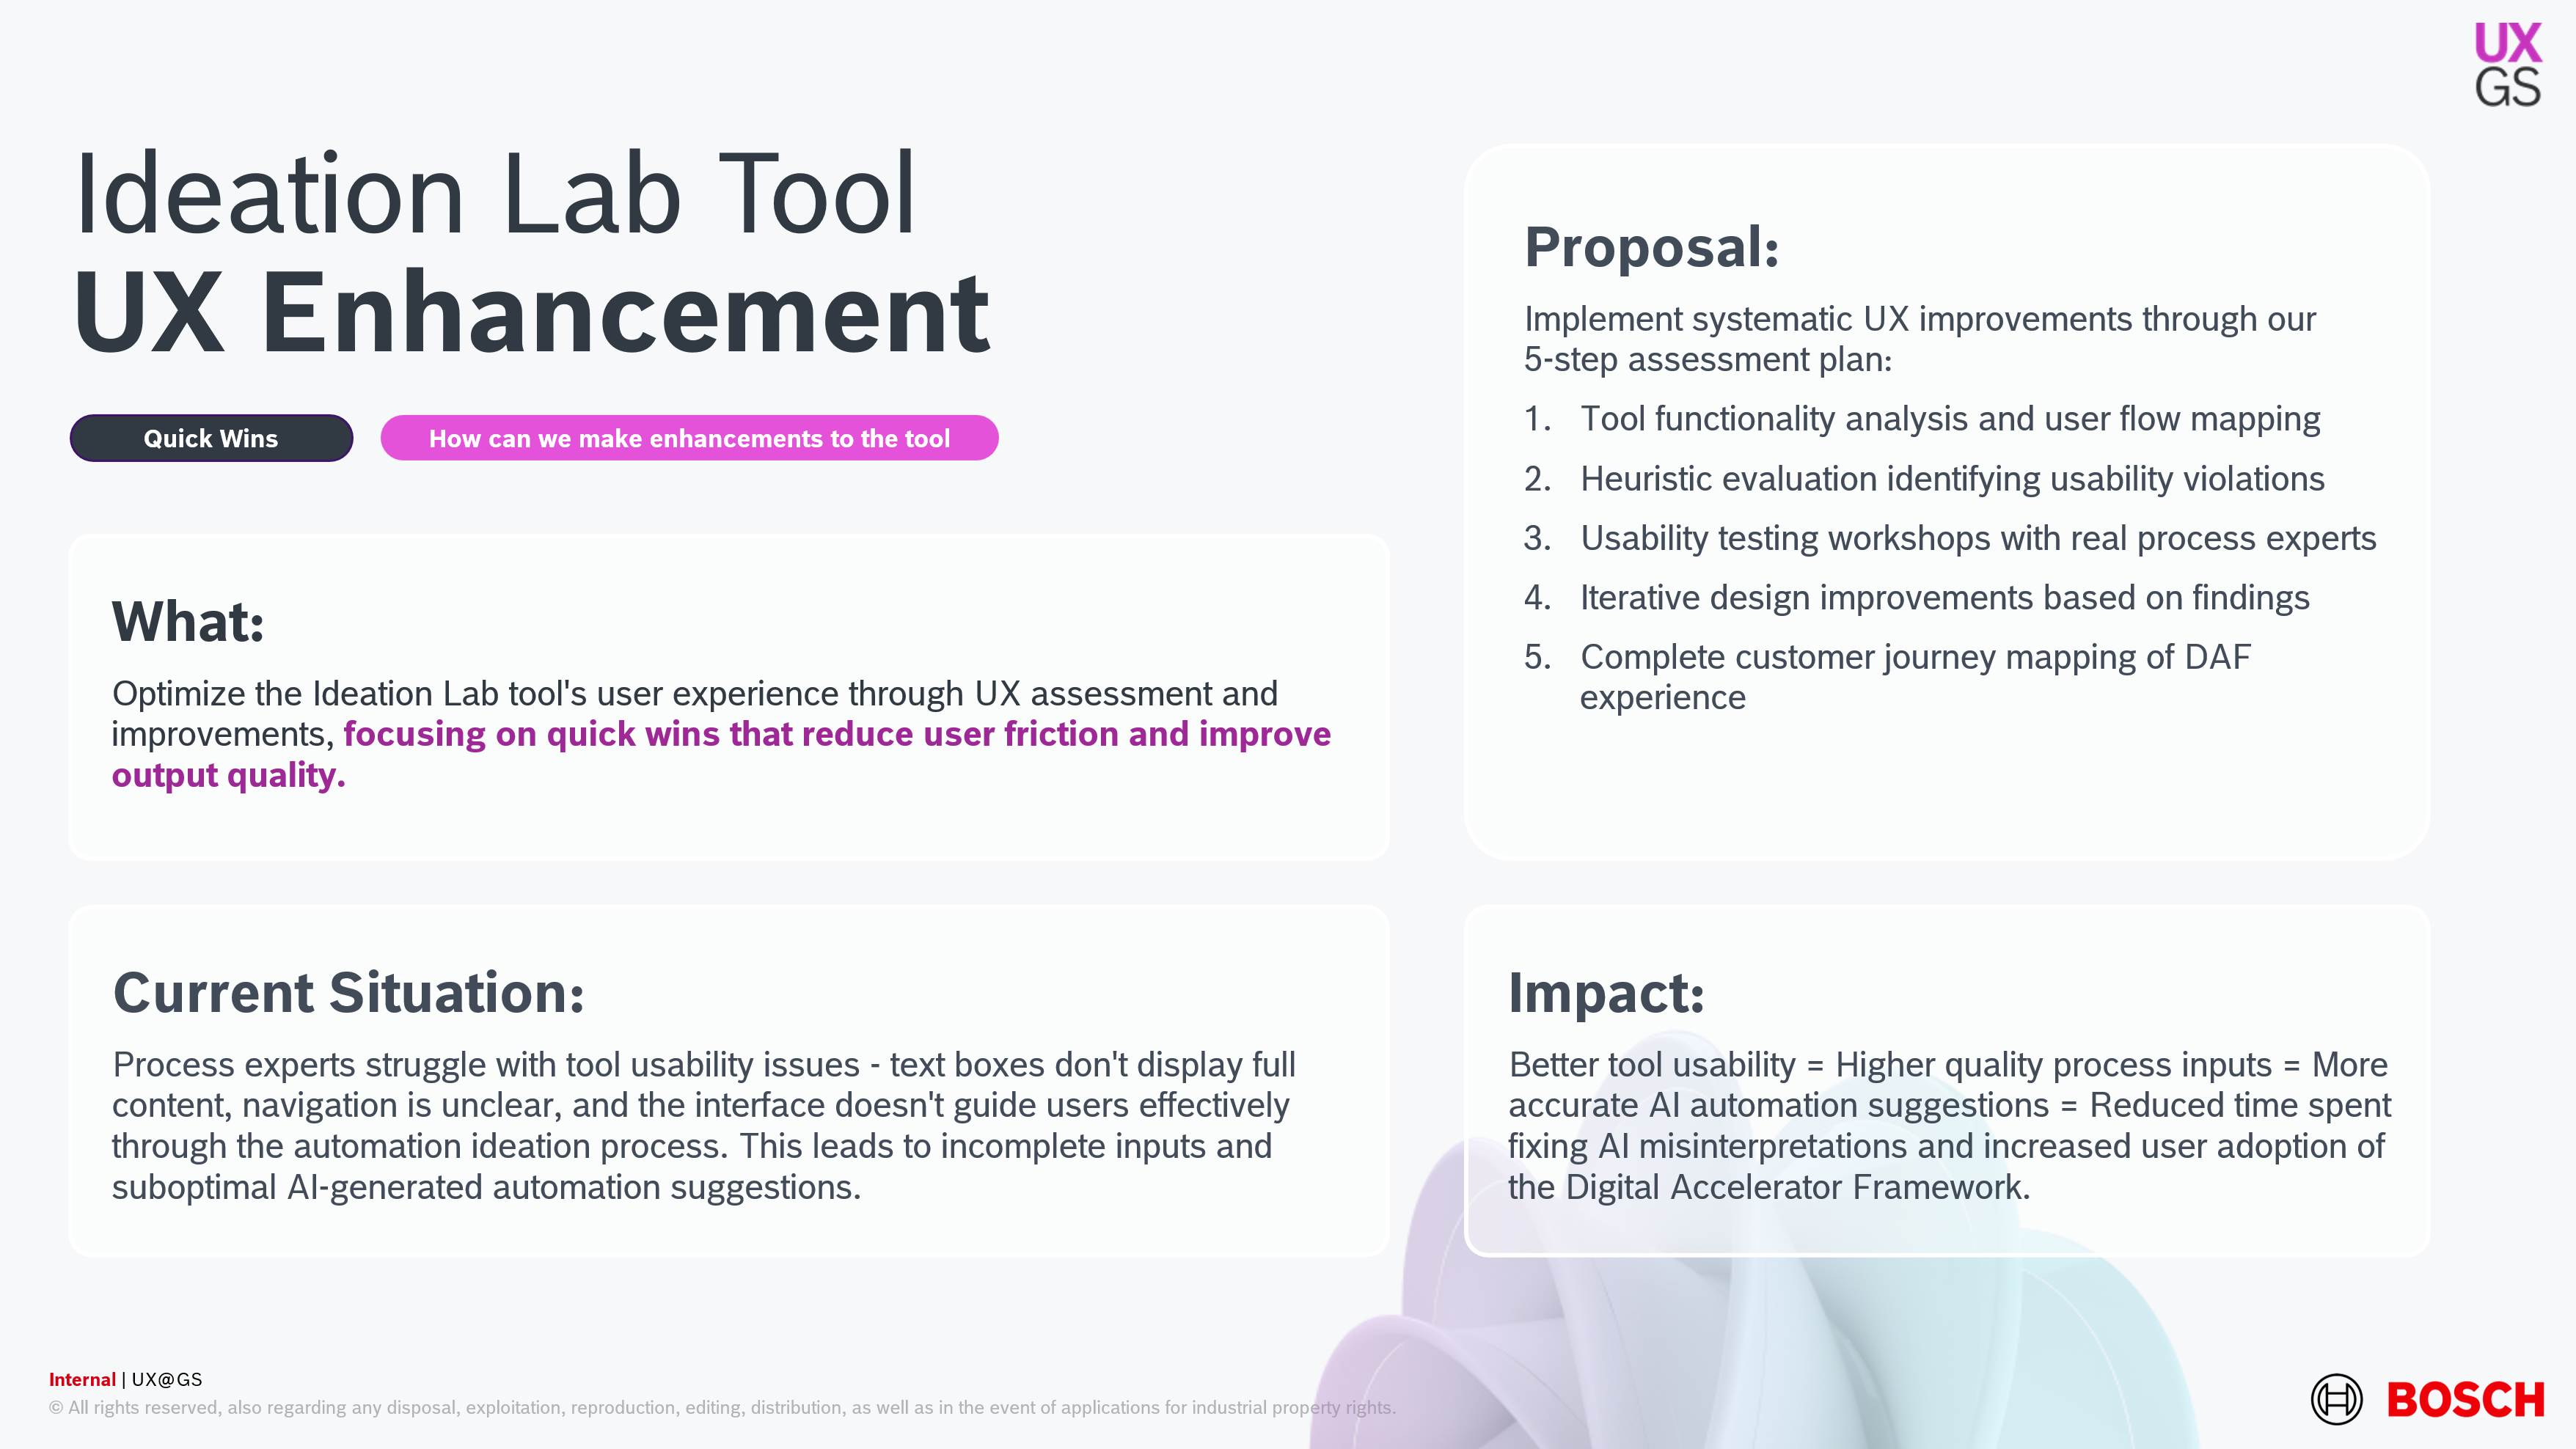 UX
GS
Ideation Lab Tool
UX Enhancement
Quick Wins
How can we make enhancements to the tool
What:
Optimize the Ideation Lab tool's user experience through UX assessment and
improvements, focusing on quick wins that reduce user friction and improve
output quality.
Current Situation:
Process experts struggle with tool usability issues - text boxes don't display full
content, navigation is unclear, and the interface doesn't guide users effectively
through the automation ideation process. This leads to incomplete inputs and
suboptimal AI-generated automation suggestions.
Proposal:
Implement systematic UX improvements through our
5-step assessment plan:
1. Tool functionality analysis and user flow mapping
2. Heuristic evaluation identifying usability violations
3. Usability testing workshops with real process experts
4. Iterative design improvements based on findings
5. Complete customer journey mapping of DAF
experience
Impact:
Better tool usability = Higher quality process inputs = More
accurate AI automation suggestions = Reduced time spent
fixing AI misinterpretations and increased user adoption of
the Digital Accelerator Framework.
Internal | UX@GS
© All rights reserved, also regarding any disposal, exploitation, reproduction, editing, distribution, as well as in the event of applications for industrial property rights.
BOSCH